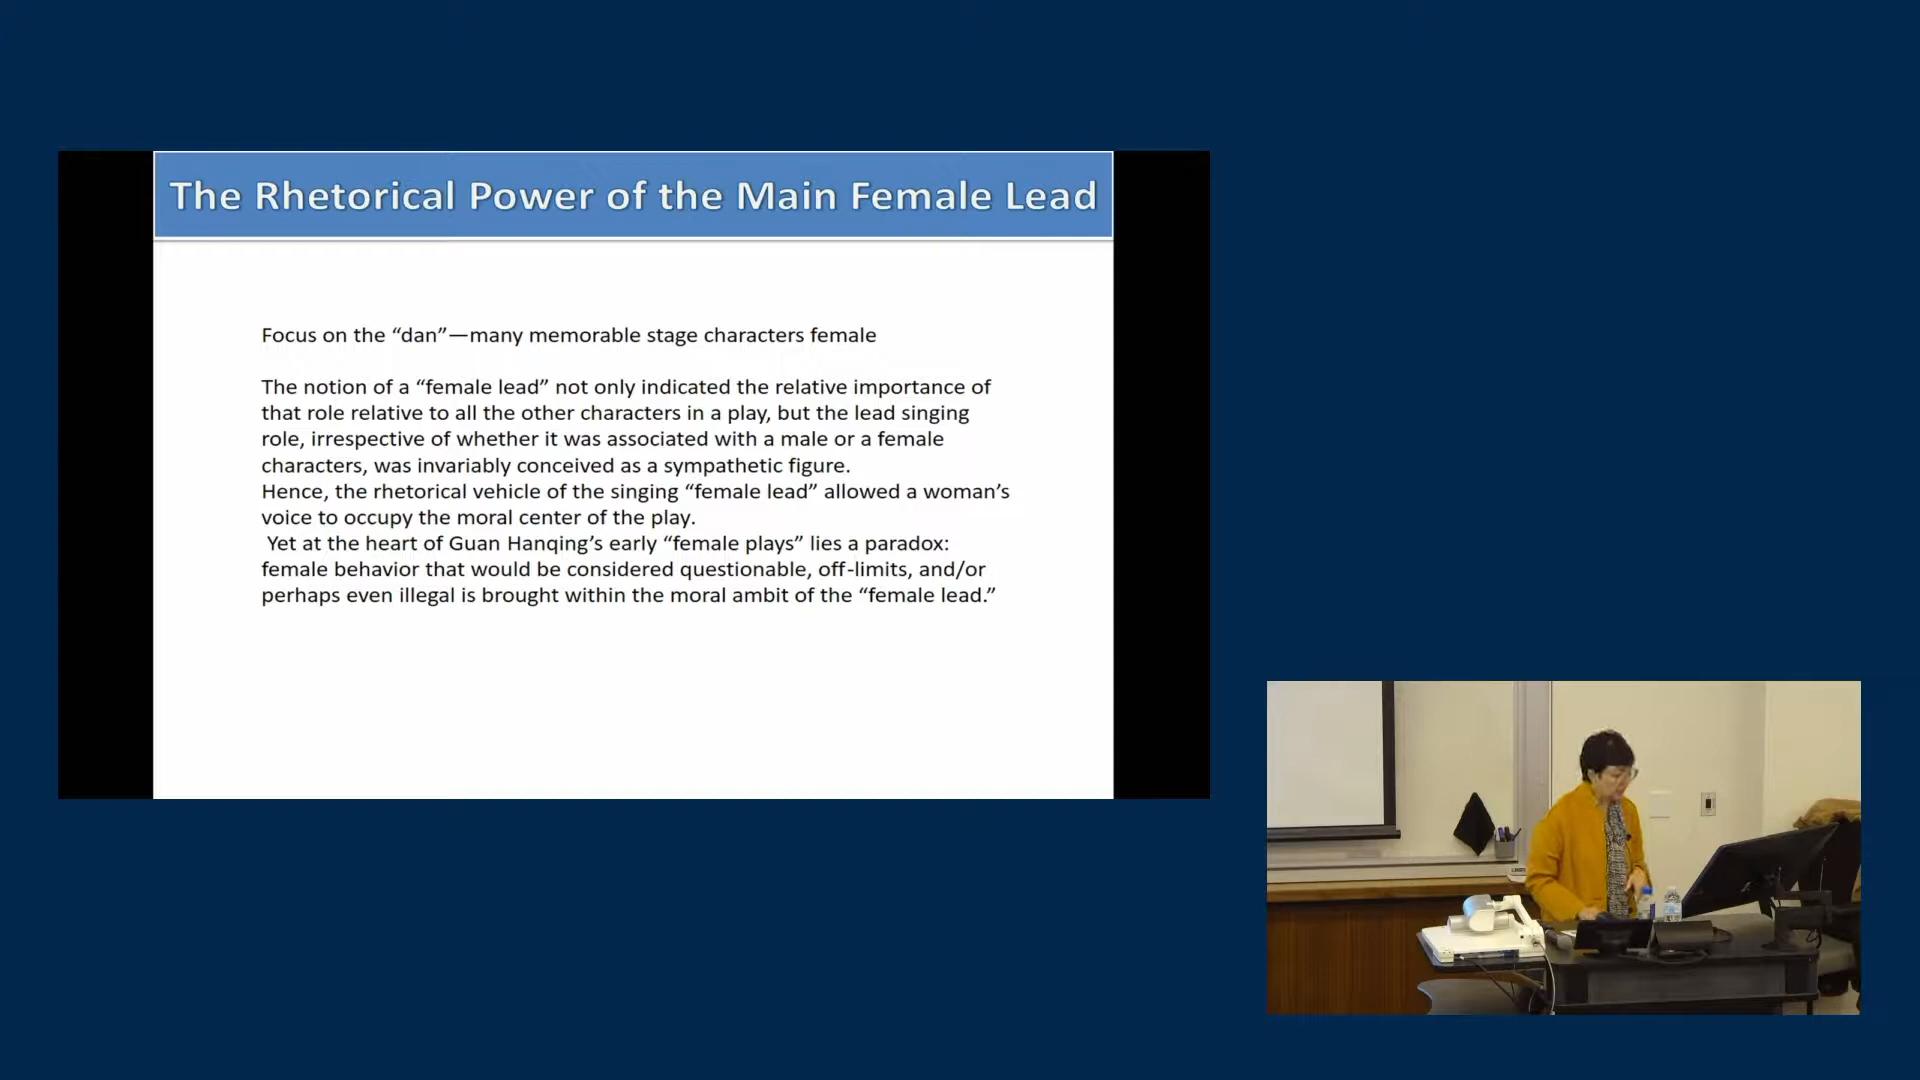 The Rhetorical Power of the Main Female Lead
Focus on the “dan”—many memorable stage characters female
The notion of a “female lead” not only indicated the relative importance of
that role relative to all the other characters in a play, but the lead singing
role, irrespective of whether it was associated with a male or a female
characters, was invariably conceived as a sympathetic figure.
Hence, the rhetorical vehicle of the singing “female lead” allowed a woman’s
voice to occupy the moral center of the play.
Yet at the heart of Guan Hanqing’s early “female plays” lies a paradox:
female behavior that would be considered questionable, off-limits, and/or
perhaps even illegal is brought within the moral ambit of the “female lead.”